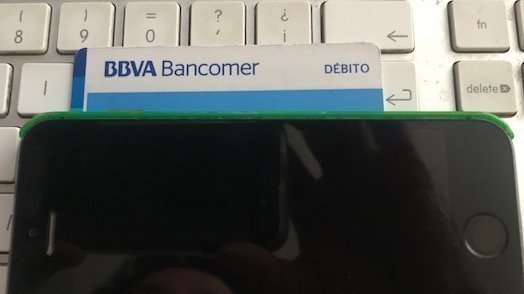 ( ) = ? ¿ fn
8 9 0 ' ¡
BBVA Bancomer DÉBITO
delete